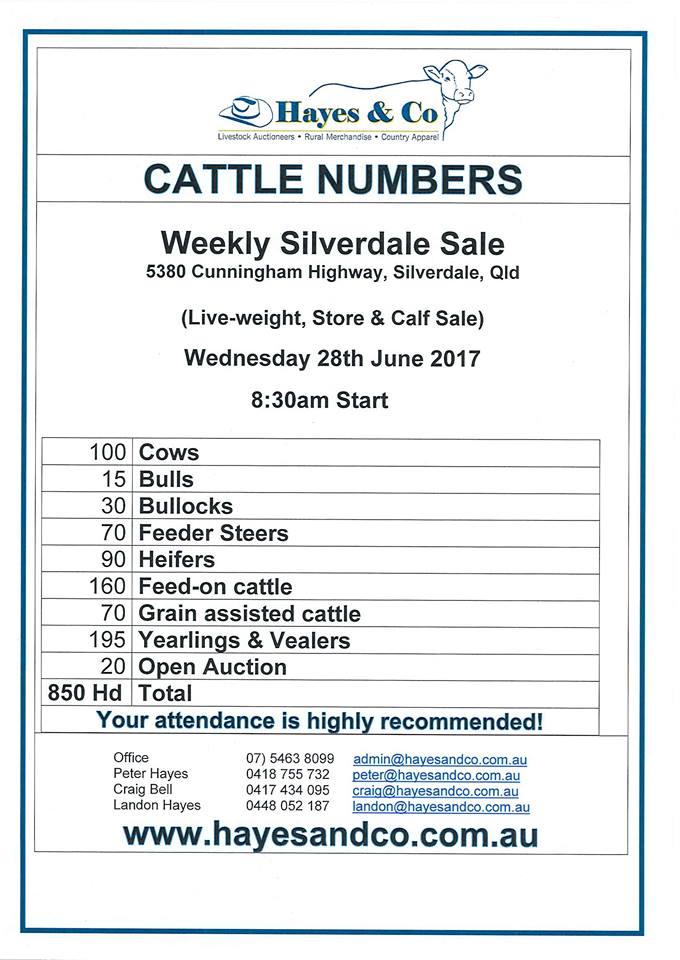 Hayes & Co
Livestock Auctioneers • Rural Merchandise • Country Apparel
CATTLE NUMBERS
Weekly Silverdale Sale
5380 Cunningham Highway, Silverdale, Qld
(Live-weight, Store & Calf Sale)
Wednesday 28th June 2017
8:30am Start
100 Cows
15 Bulls
30 Bullocks
70 Feeder Steers
90 Heifers
160 Feed-on cattle
70 Grain assisted cattle
195 Yearlings & Vealers
20 Open Auction
850 Hd Total
Your attendance is highly recommended!
Office 07) 5463 8099 admin@hayesandco.com.au
Peter Hayes 0418 755 732 peter@hayesandco.com.au
Craig Bell 0417 434 095 craig@hayesandco.com.au
Landon Hayes 0448 052 187 landon@hayesandco.com.au
www.hayesandco.com.au